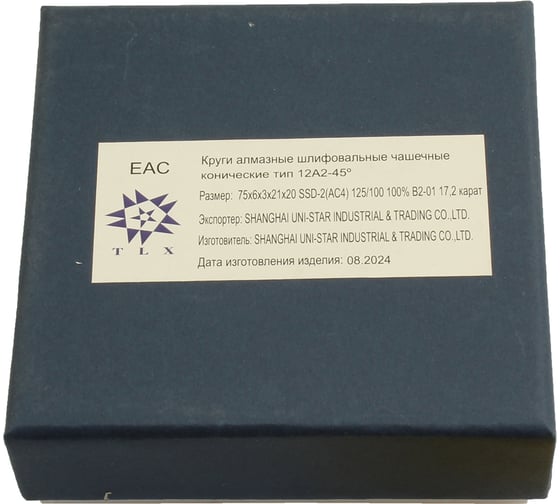 EAC
Круги алмазные шлифовальные чашечные
конические тип 12А2-45º
Размер: 75x6x3x21x20 SSD-2(AC4) 125/100 100% B2-01 17,2 карат
Экспортер: SHANGHAI UNI-STAR INDUSTRIAL & TRADING CO.,LTD.
Изготовитель: SHANGHAI UNI-STAR INDUSTRIAL & TRADING CO.,LTD.
Дата изготовления изделия: 08.2024
T L X